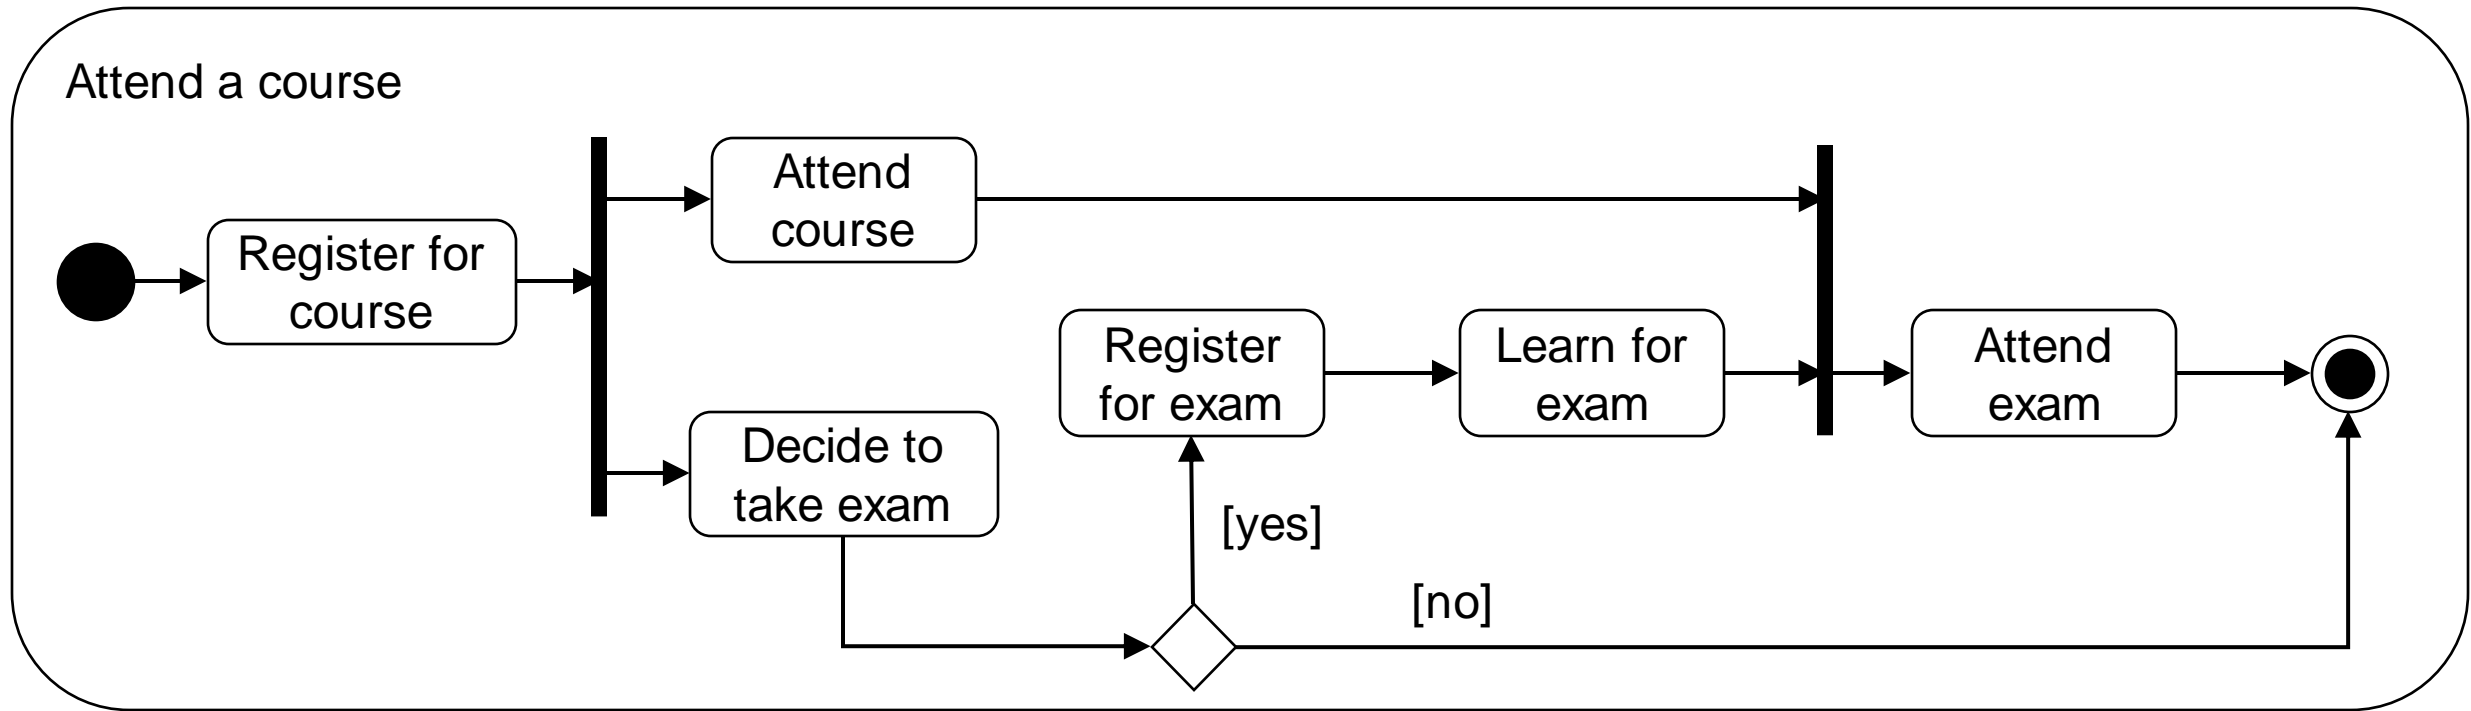 Attend a course
Register for
course
Attend
course
Decide to
take exam
Register
for exam
Learn for
exam
Attend
exam
[yes]
[no]